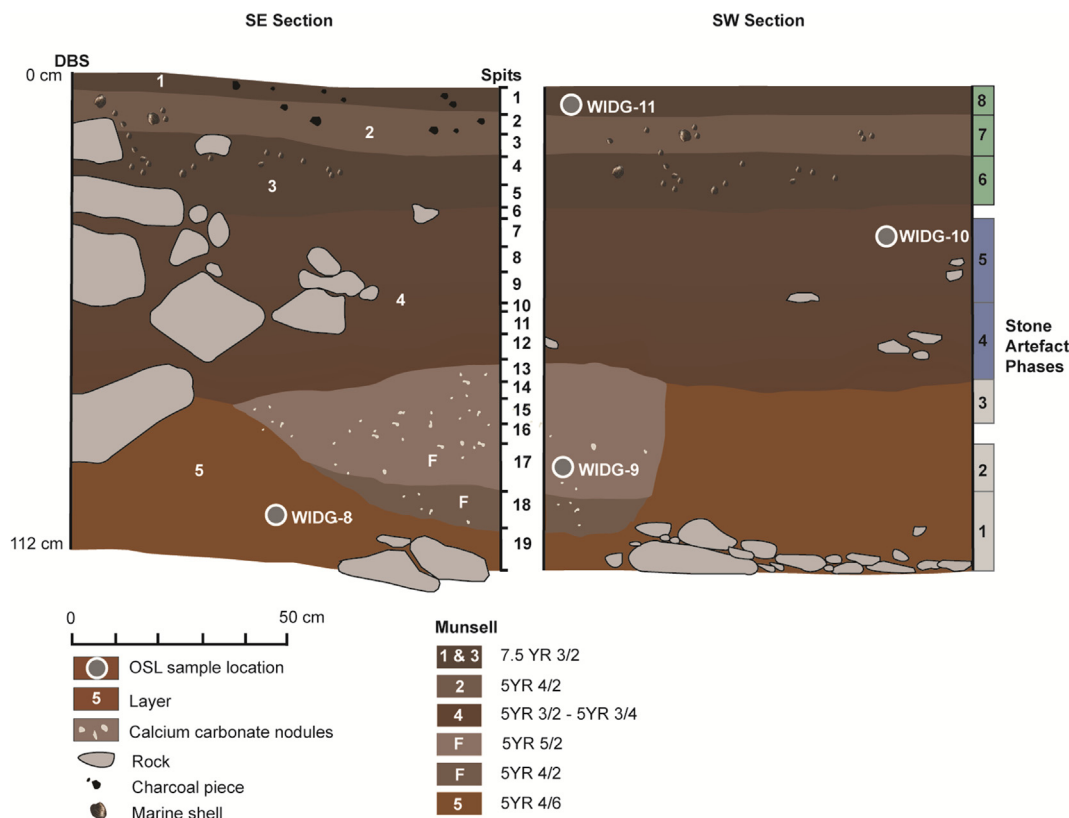 SE Section
SW Section
DBS
Spits
0 cm
112 cm
1
2
3
4
5
F
F
WIDG-8
1
2
3
4
5
6
7
8
9
10
11
12
13
14
15
16
17
18
19
WIDG-11
WIDG-10
WIDG-9
8
7
6
5
4
3
2
1
Stone
Artefact
Phases
0 50 cm
OSL sample location
5 Layer
Calcium carbonate nodules
Rock
Charcoal piece
Marine shell
Munsell
1 & 3 7.5 YR 3/2
2 5YR 4/2
4 5YR 3/2 - 5YR 3/4
F 5YR 5/2
F 5YR 4/2
5 5YR 4/6